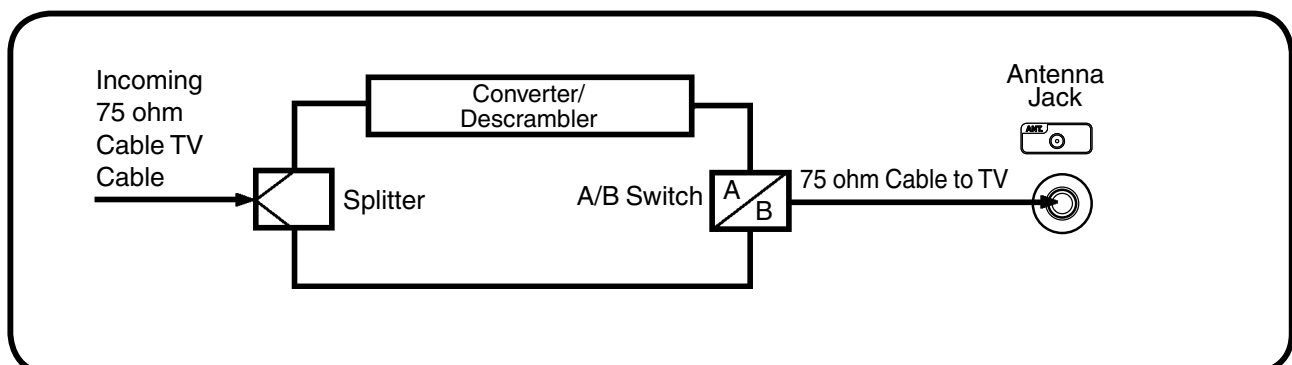 Incoming
75 ohm
Cable TV
Cable
Converter/
Descrambler
Antenna
Jack
ANT.
Splitter
A/B Switch
A
B
75 ohm Cable to TV